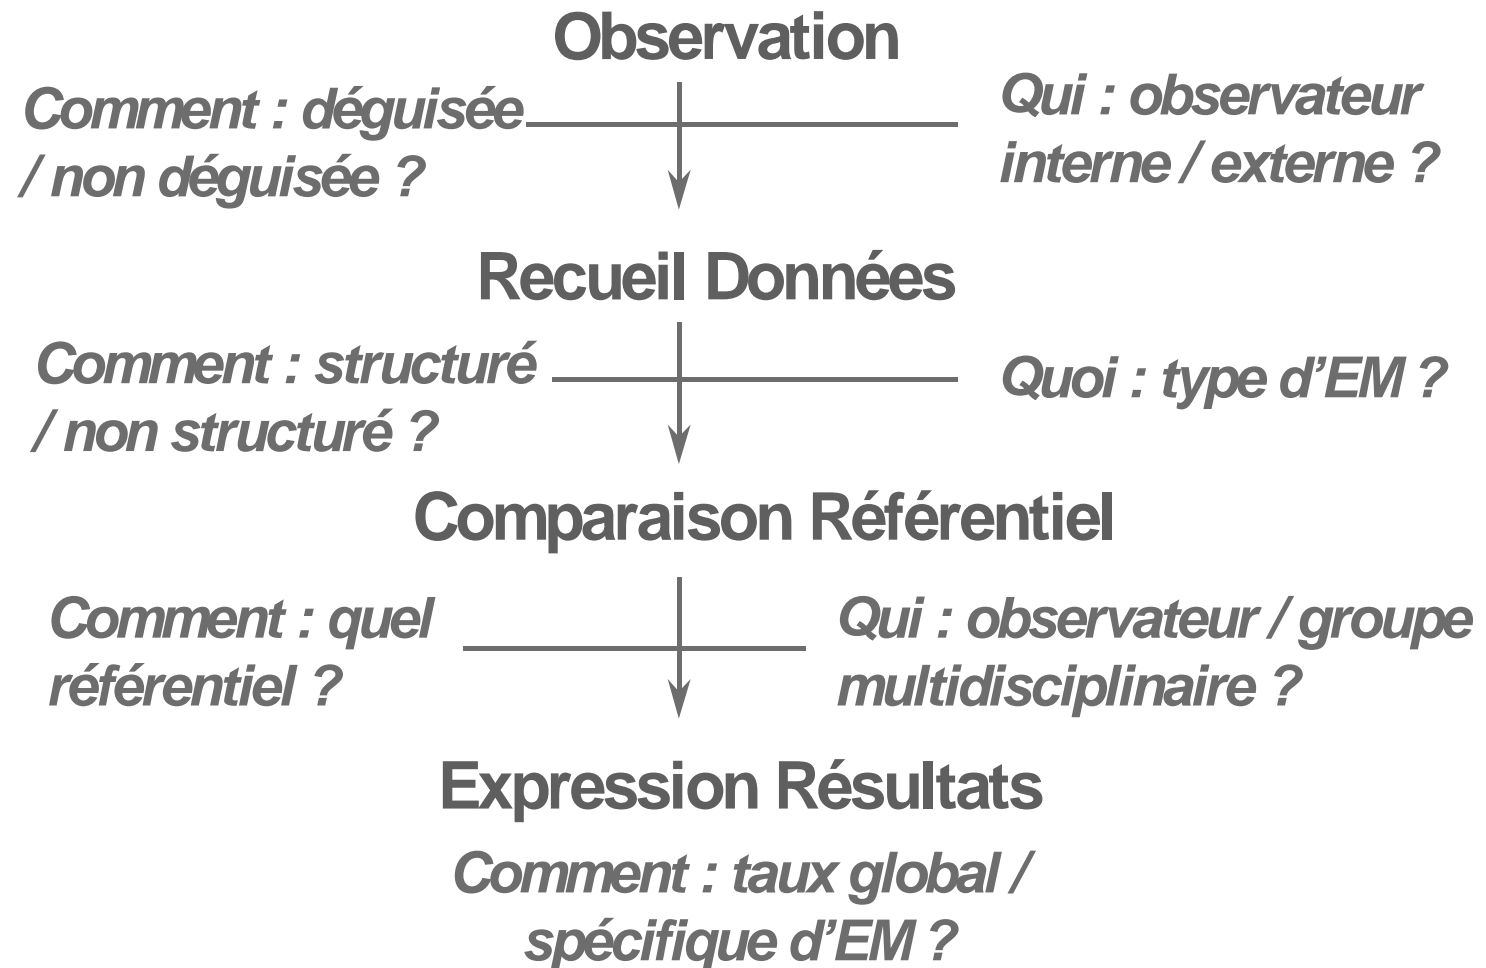 Observation
Comment : déguisée
/ non déguisée ?
Qui : observateur
interne / externe ?
Recueil Données
Comment : structuré
/ non structuré ?
Quoi : type d’EM ?
Comparaison Référentiel
Comment : quel
référentiel ?
Qui : observateur / groupe
multidisciplinaire ?
Expression Résultats
Comment : taux global /
spécifique d’EM ?